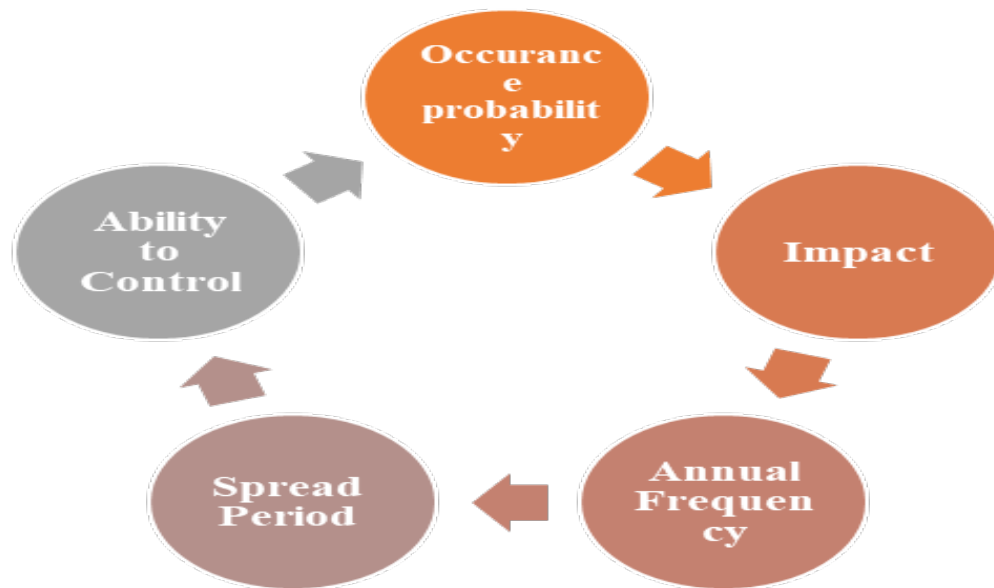 Occuranc
e
probabilit
y
Impact
Annual
Frequen
cy
Spread
Period
Ability
to
Control